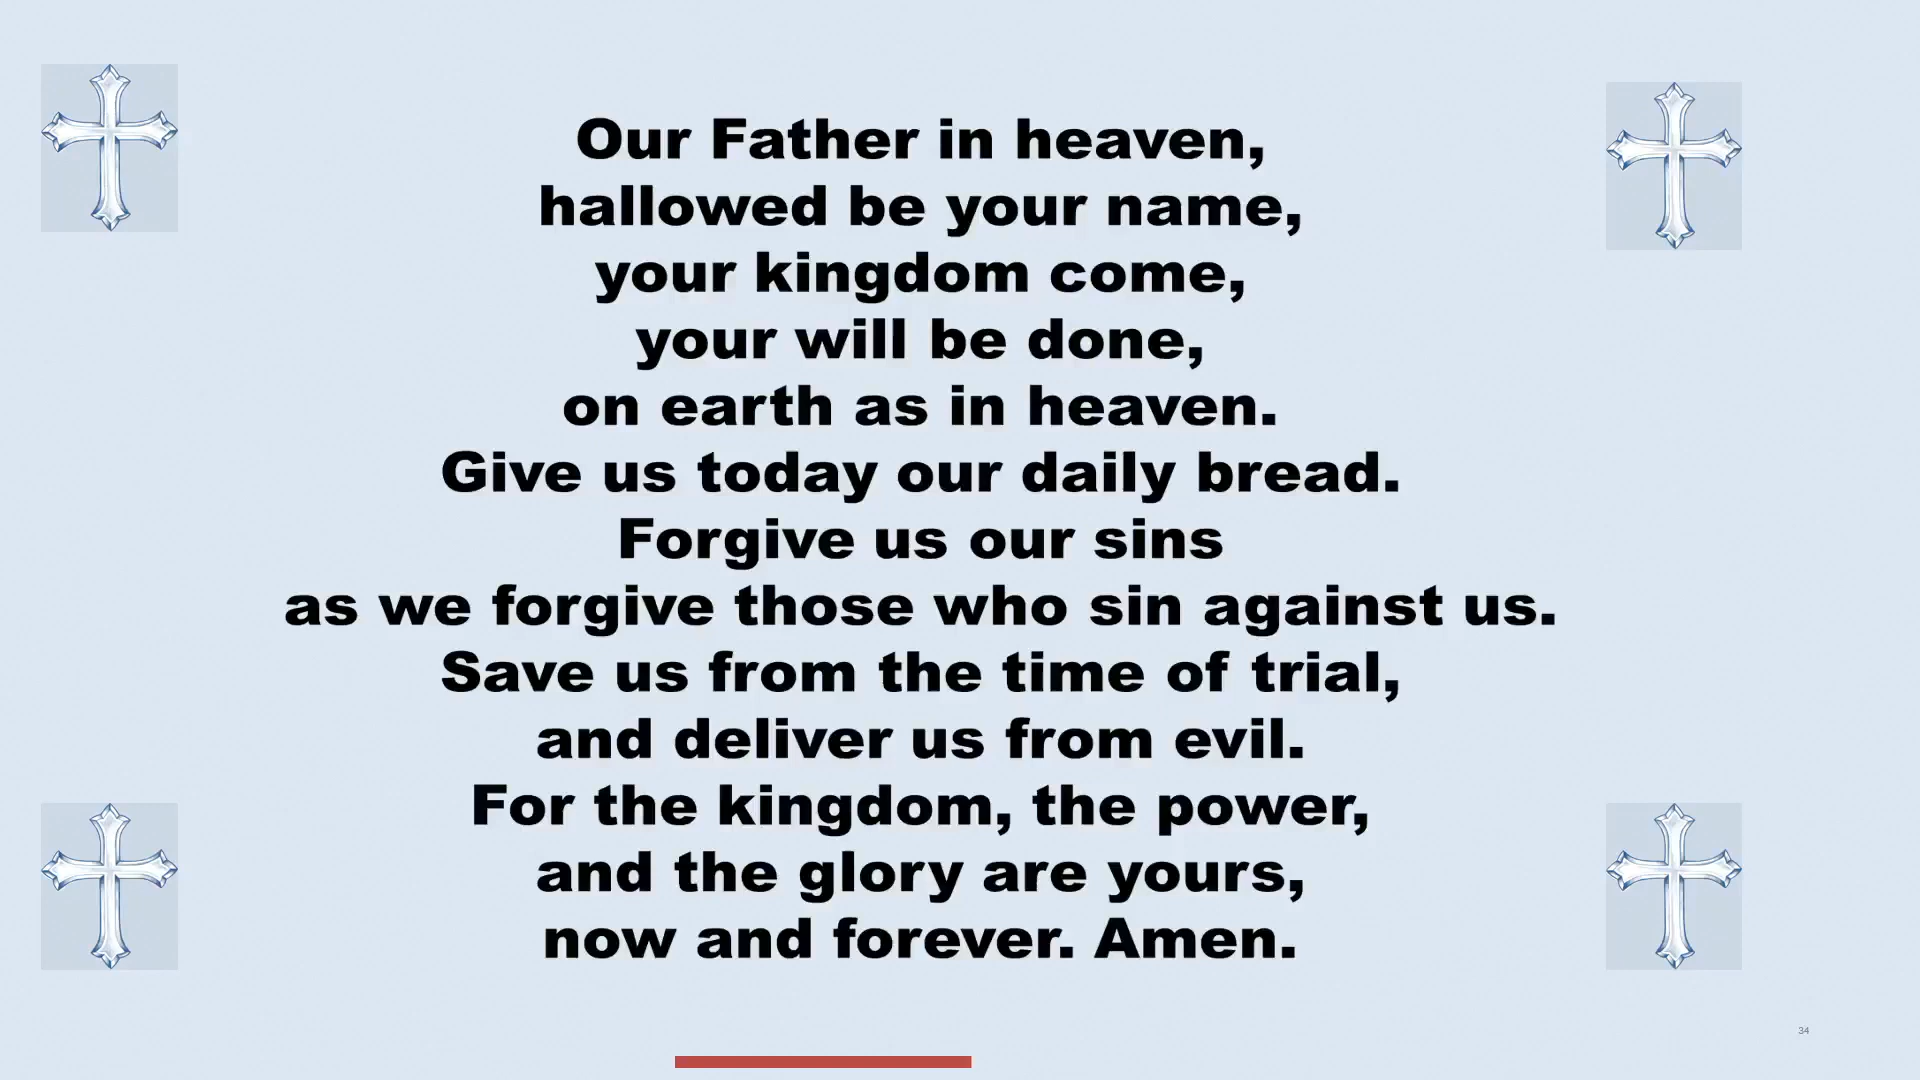 Our Father in heaven,
hallowed be your name,
your kingdom come,
your will be done,
on earth as in heaven.
Give us today our daily bread.
Forgive us our sins
as we forgive those who sin against us.
Save us from the time of trial,
and deliver us from evil.
For the kingdom, the power,
and the glory are yours,
now and forever. Amen.
34